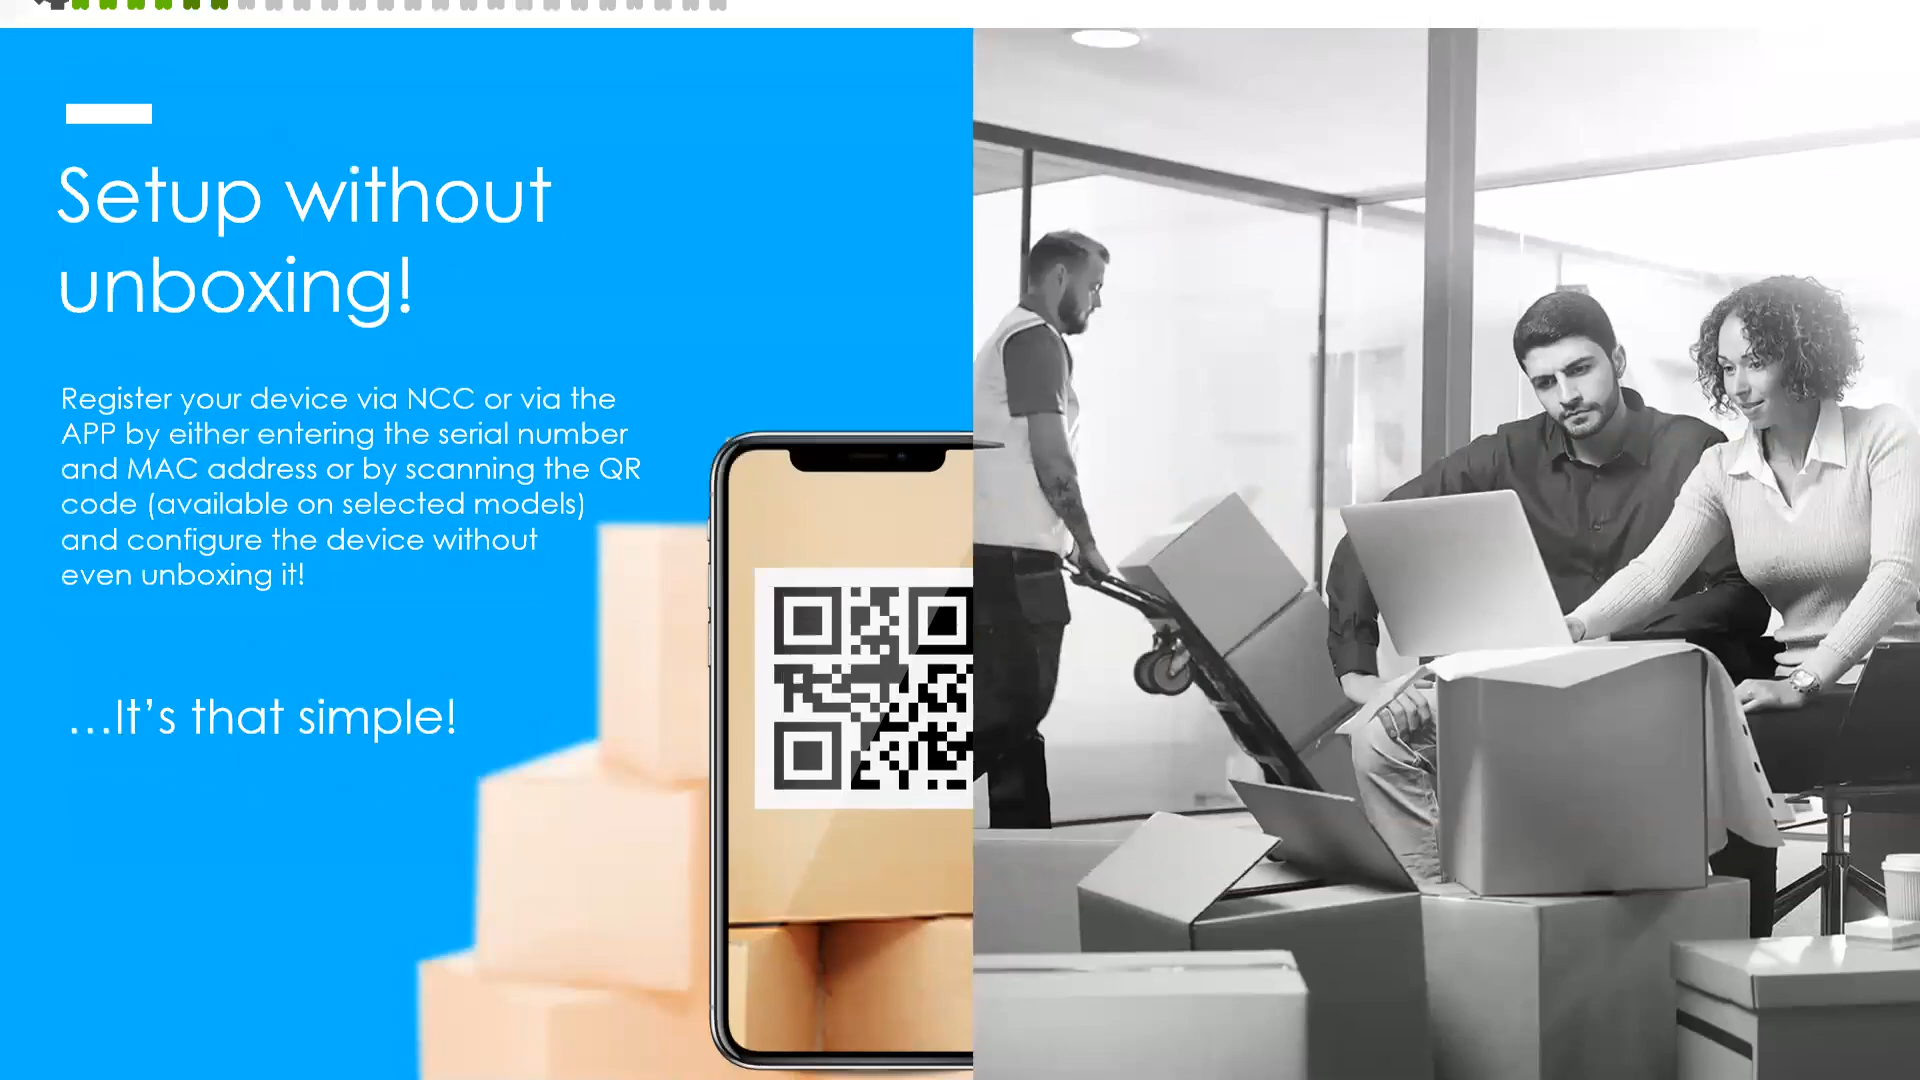 Setup without
unboxing!
Register your device via NCC or via the
APP by either entering the serial number
and MAC address or by scanning the QR
code (available on selected models)
and configure the device without
even unboxing it!
…It’s that simple!